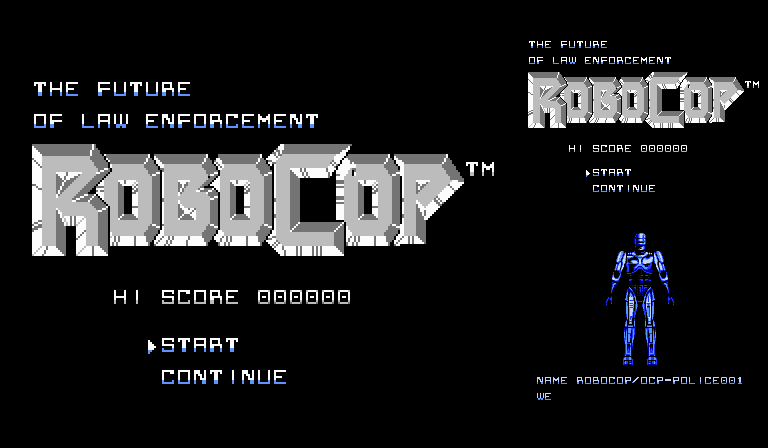 THE FUTURE
OF LAW ENFORCEMENT
ROBOCOP™
HI SCORE 000000
START
CONTINUE
THE FUTURE
OF LAW ENFORCEMENT
ROBOCOP™
HI SCORE 000000
START
CONTINUE
NAME ROBOCOP/OCP-POLICE001
WE